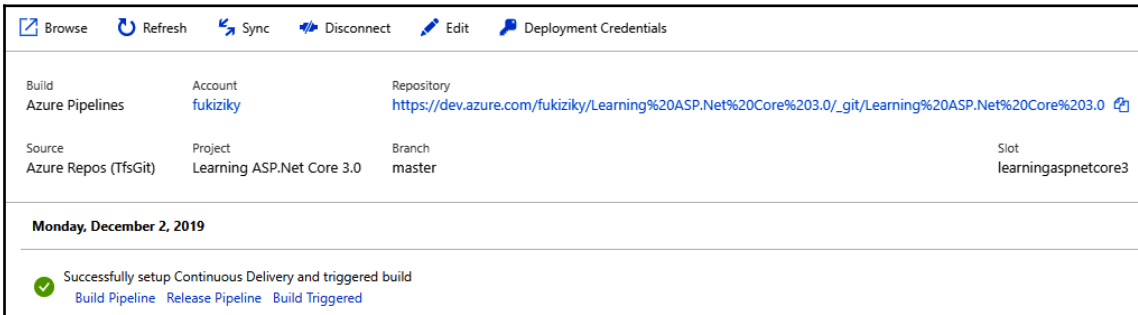 Browse Refresh Sync Disconnect Edit Deployment Credentials
Build Account Repository
Azure Pipelines fukiziky https://dev.azure.com/fukiziky/Learning%20ASP.Net%20Core%203.0/_git/Learning%20ASP.Net%20Core%203.0
Source Project Branch Slot
Azure Repos (TfsGit) Learning ASP.Net Core 3.0 master learningaspnetcore3
Monday, December 2, 2019
Successfully setup Continuous Delivery and triggered build
Build Pipeline Release Pipeline Build Triggered